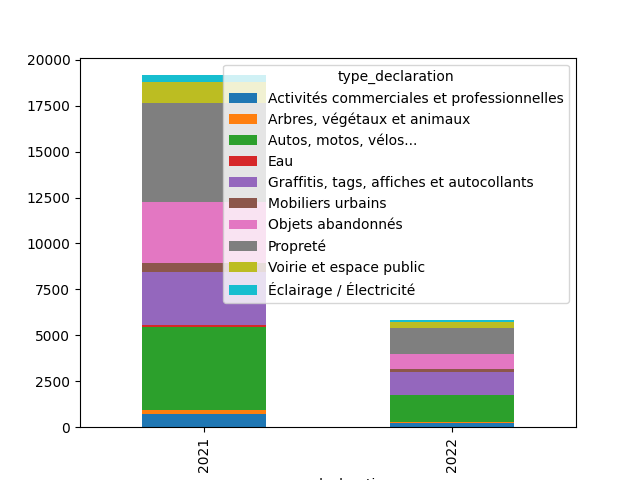 20000
17500
15000
12500
10000
7500
5000
2500
0
type_declaration
Activités commerciales et professionnelles
Arbres, végétaux et animaux
Autos, motos, vélos...
Eau
Graffitis, tags, affiches et autocollants
Mobiliers urbains
Objets abandonnés
Propreté
Voirie et espace public
Éclairage / Électricité
2021
2022